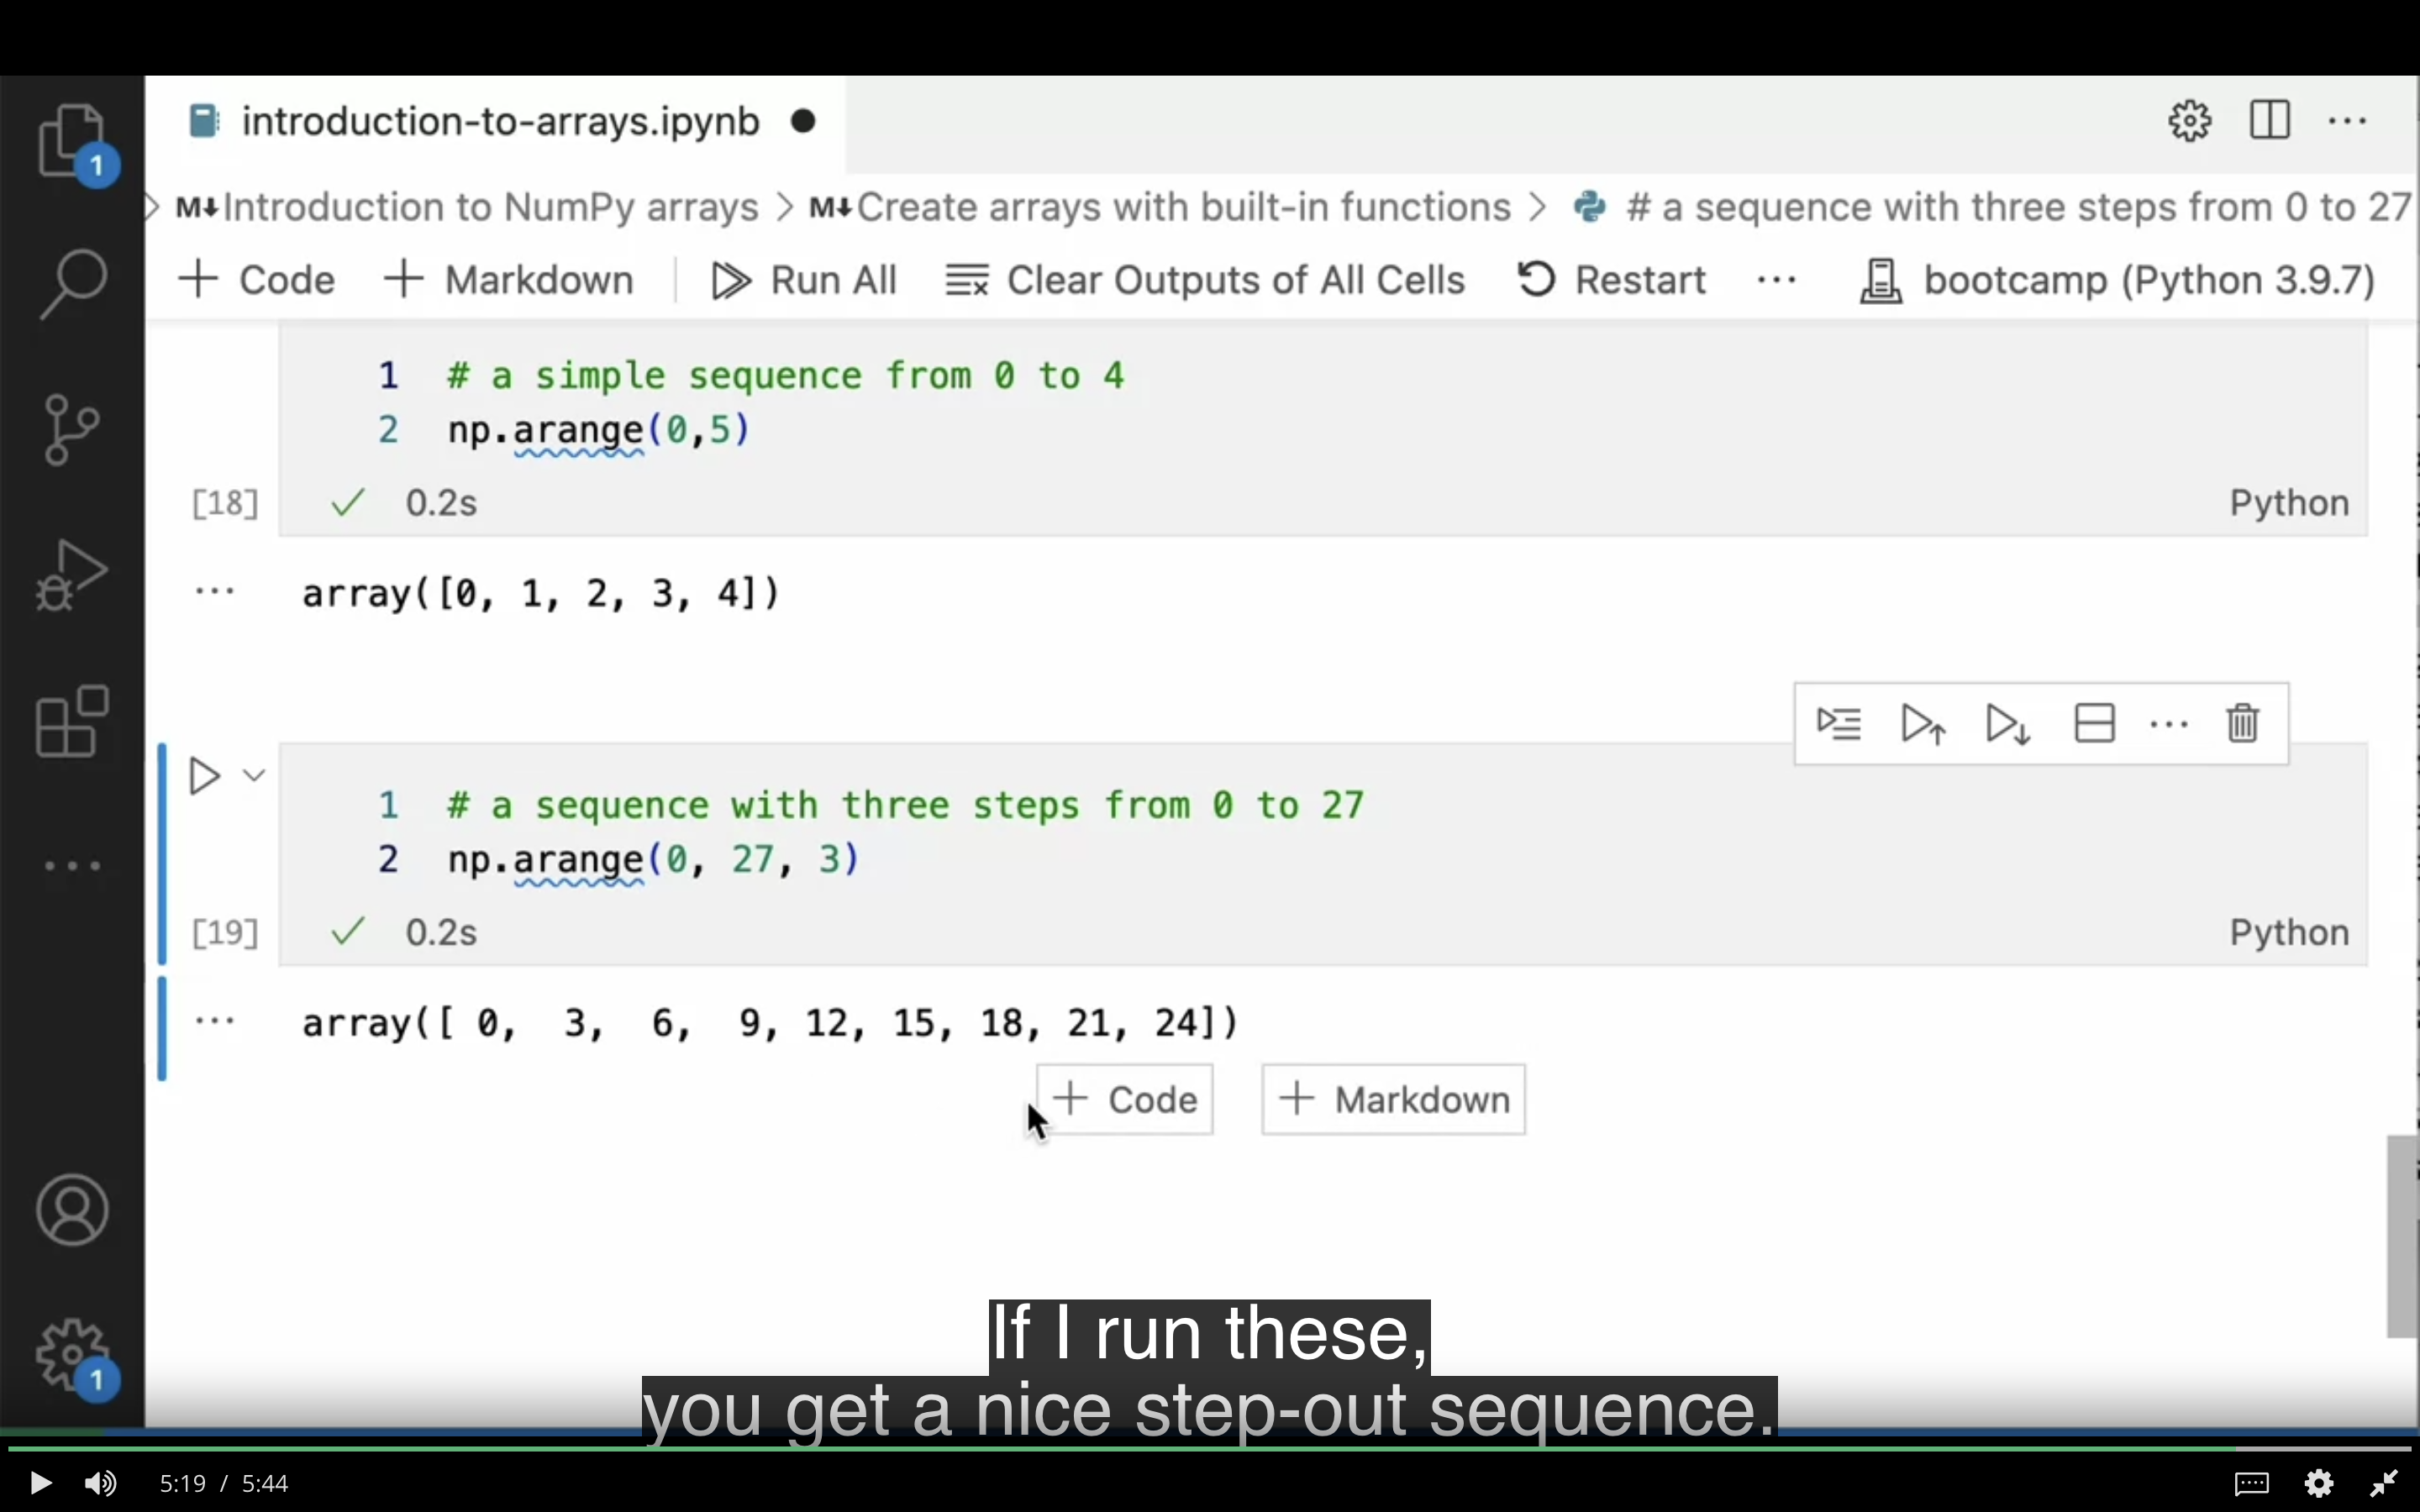 introduction-to-arrays.ipynb
1
M↓Introduction to NumPy arrays > M↓Create arrays with built-in functions > # a sequence with three steps from 0 to 27
+ Code + Markdown Run All Clear Outputs of All Cells Restart ··· bootcamp (Python 3.9.7)
1 # a simple sequence from 0 to 4
2 np.arange(0,5)
[18] ✓ 0.2s Python
··· array([0, 1, 2, 3, 4])
1 # a sequence with three steps from 0 to 27
2 np.arange(0, 27, 3)
[19] ✓ 0.2s Python
··· array([ 0,  3,  6,  9, 12, 15, 18, 21, 24])
+ Code + Markdown
If I run these,
1
you get a nice step-out sequence.
5:19 / 5:44